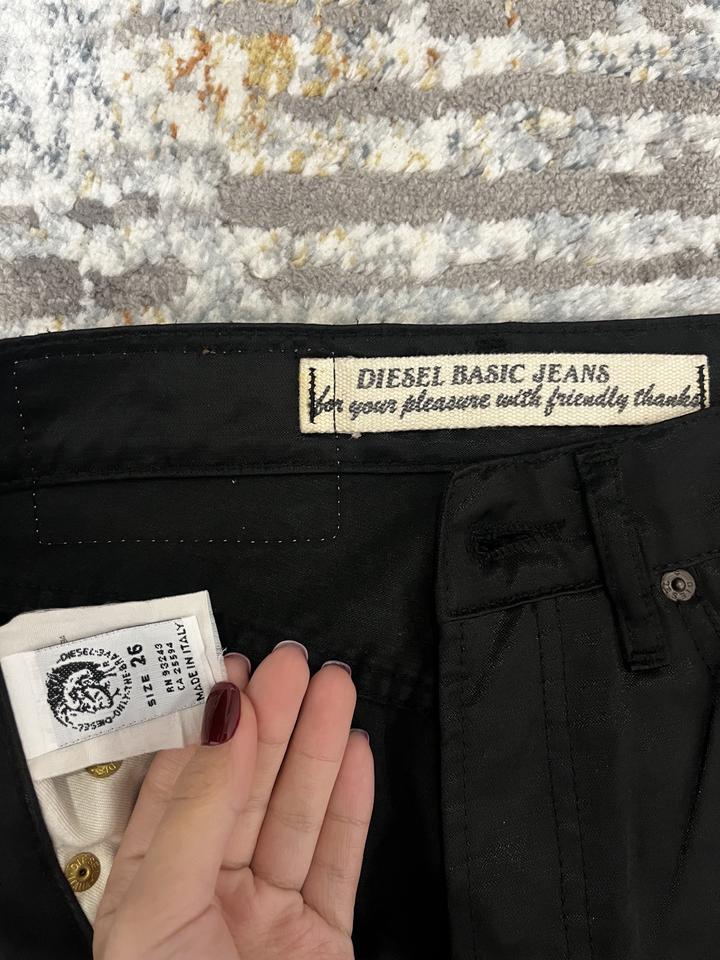 DIESEL BASIC JEANS
for your pleasure with friendly thanks
SIZE 26
RN 93243
CA 25594
MADE IN ITALY